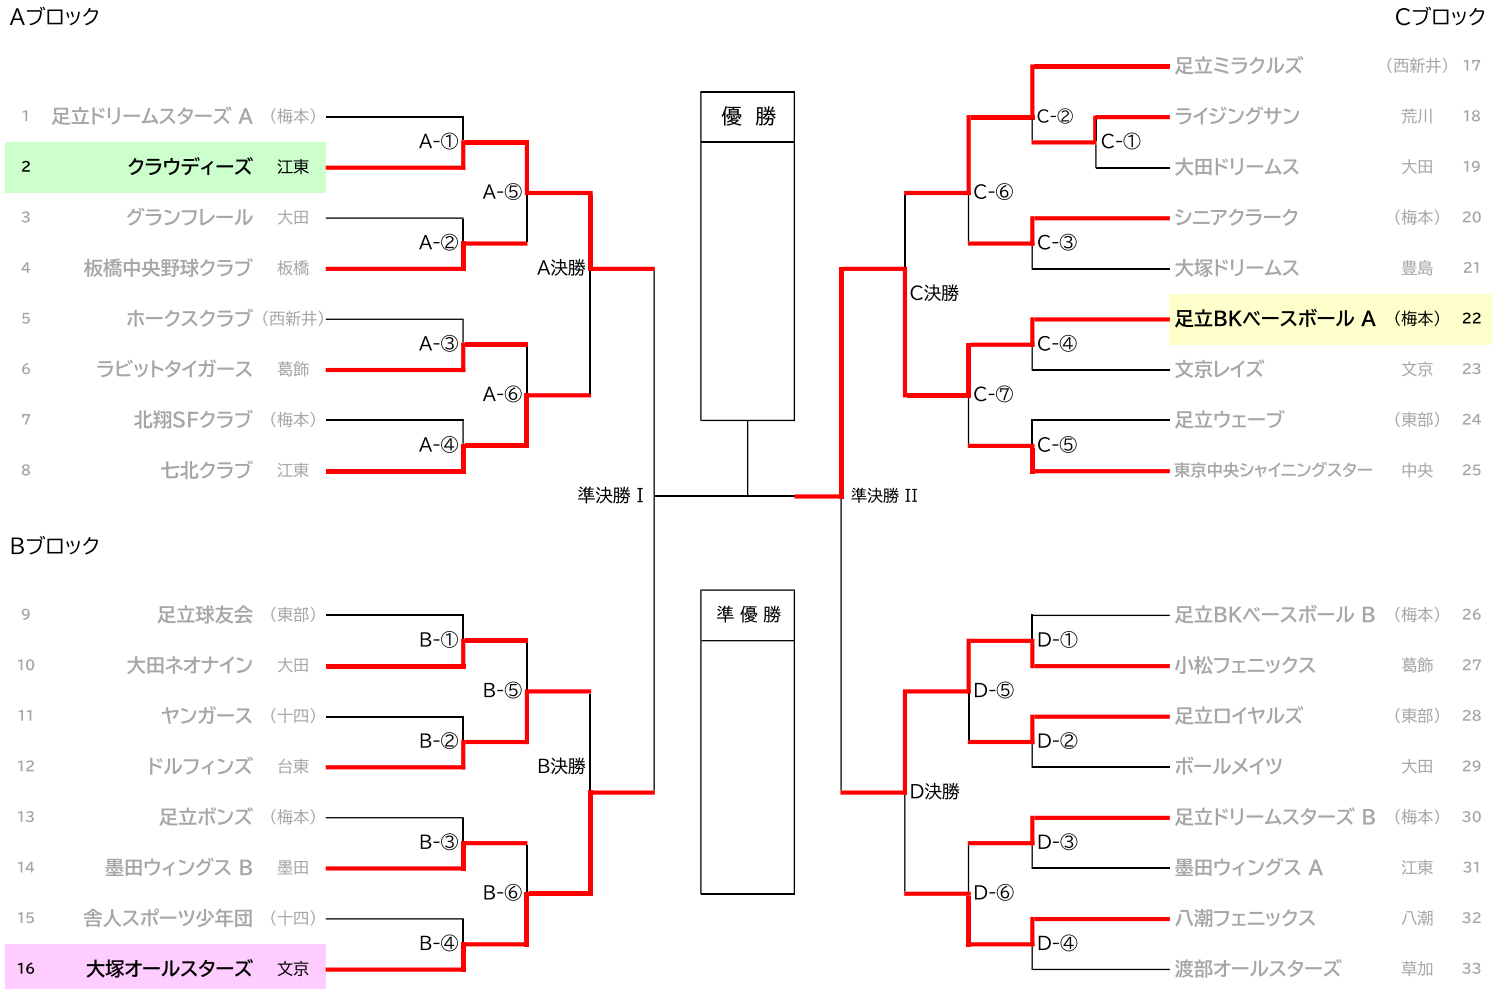 Aブロック
1 足立ドリームスターズ A （梅本）
2 クラウディーズ 江東
3 グランフレール 大田
4 板橋中央野球クラブ 板橋
5 ホークスクラブ （西新井）
6 ラビットタイガース 葛飾
7 北翔SFクラブ （梅本）
8 七北クラブ 江東
A-①
A-②
A-③
A-④
A-⑤
A-⑥
A決勝
Bブロック
9 足立球友会 （東部）
10 大田ネオナイン 大田
11 ヤンガース （十四）
12 ドルフィンズ 台東
13 足立ボンズ （梅本）
14 墨田ウィングス B 墨田
15 舎人スポーツ少年団 （十四）
16 大塚オールスターズ 文京
B-①
B-②
B-③
B-④
B-⑤
B-⑥
B決勝
準決勝 I
優 勝
準 優 勝
準決勝 II
Cブロック
足立ミラクルズ （西新井） 17
ライジングサン 荒川 18
大田ドリームス 大田 19
シニアクラーク （梅本） 20
大塚ドリームス 豊島 21
足立BKベースボール A （梅本） 22
文京レイズ 文京 23
足立ウェーブ （東部） 24
東京中央シャイニングスター 中央 25
C-①
C-②
C-③
C-④
C-⑤
C-⑥
C-⑦
C決勝
足立BKベースボール B （梅本） 26
小松フェニックス 葛飾 27
足立ロイヤルズ （東部） 28
ボールメイツ 大田 29
足立ドリームスターズ B （梅本） 30
墨田ウィングス A 江東 31
八潮フェニックス 八潮 32
渡部オールスターズ 草加 33
D-①
D-②
D-③
D-④
D-⑤
D-⑥
D決勝